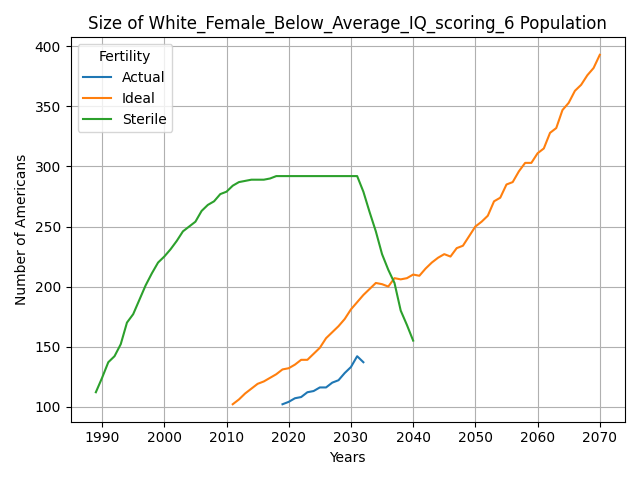 Size of White_Female_Below_Average_IQ_scoring_6 Population
Fertility
Actual
Ideal
Sterile
Number of Americans
400
350
300
250
200
150
100
1990 2000 2010 2020 2030 2040 2050 2060 2070
Years